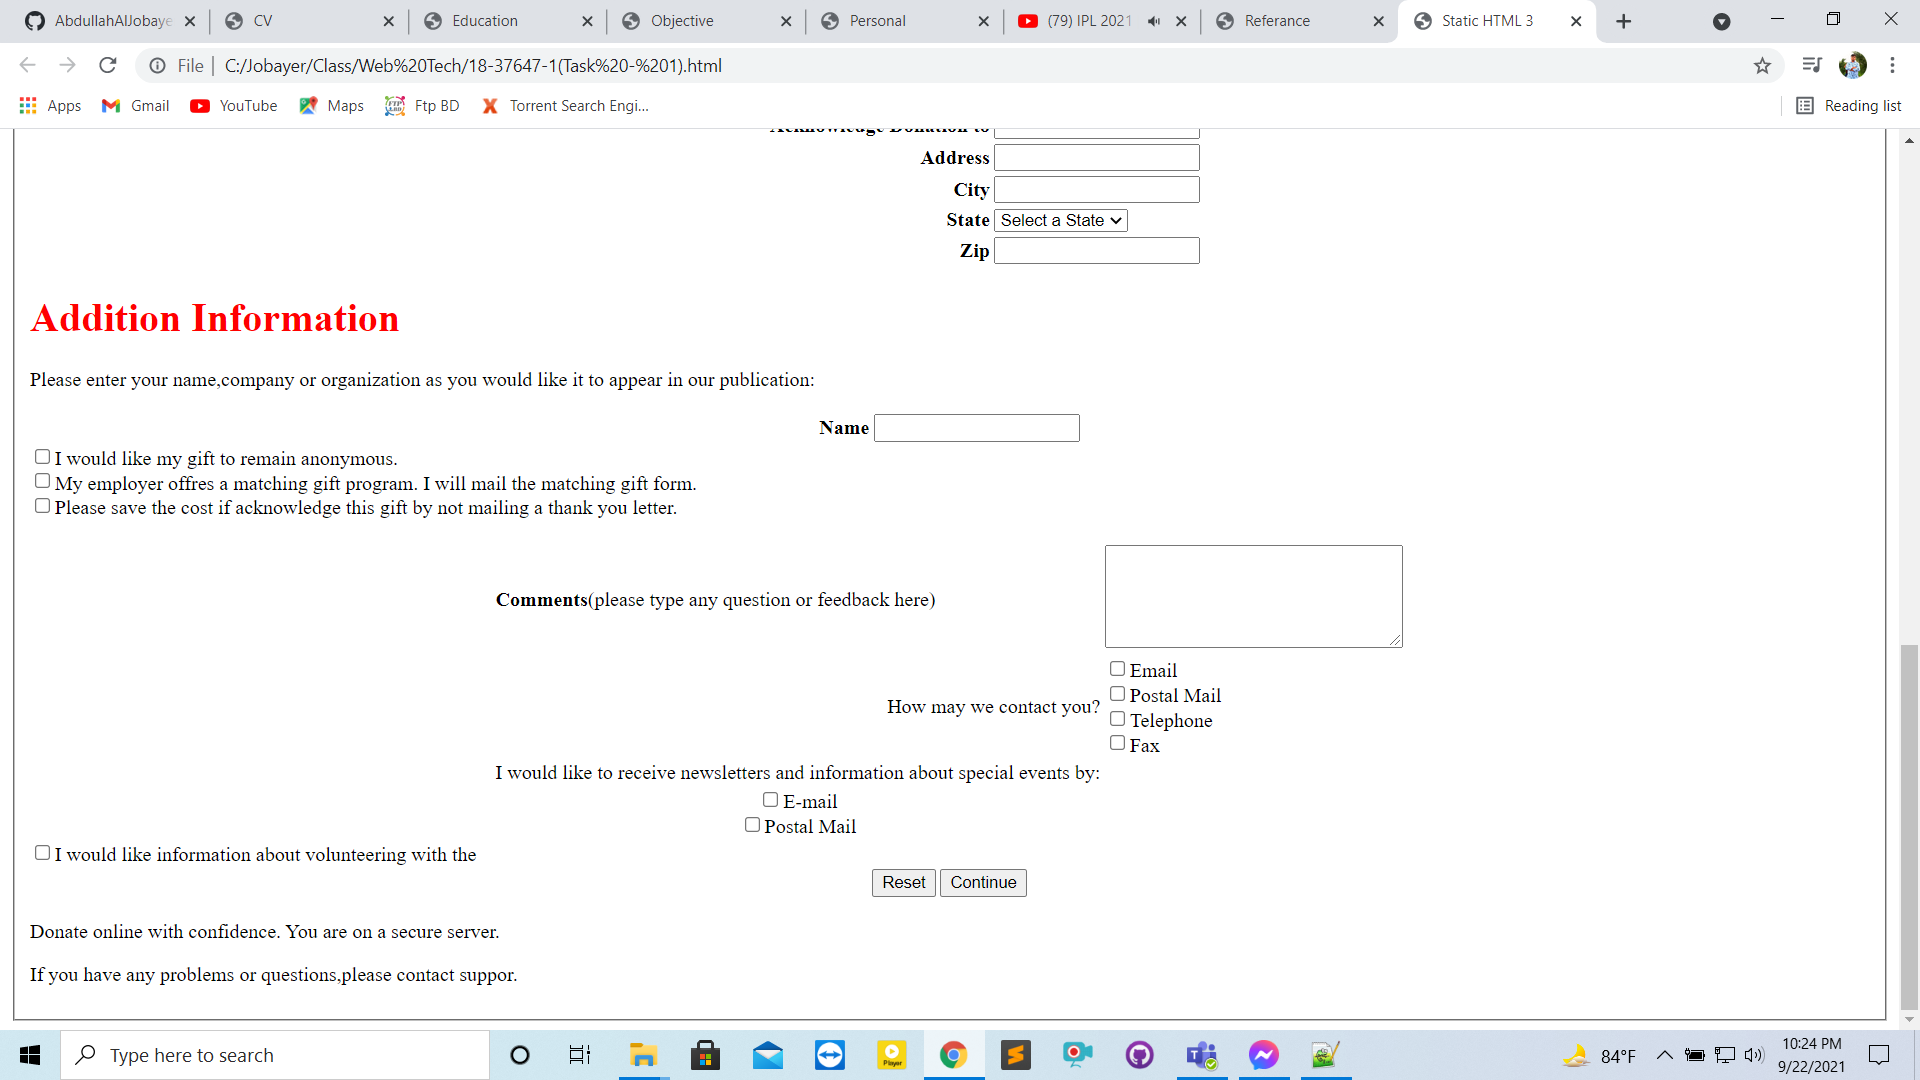 AbdullahAlJobaye
CV
Education
Objective
Personal
(79) IPL 2021
Referance
Static HTML 3
File
C:/Jobayer/Class/Web%20Tech/18-37647-1(Task%20-%201).html
Apps
Gmail
YouTube
Maps
Ftp BD
Torrent Search Engi...
Reading list
Acknowledge Donation to
Address
City
State Select a State
Zip
Addition Information
Please enter your name,company or organization as you would like it to appear in our publication:
Name
I would like my gift to remain anonymous.
My employer offres a matching gift program. I will mail the matching gift form.
Please save the cost if acknowledge this gift by not mailing a thank you letter.
Comments(please type any question or feedback here)
How may we contact you?
Email
Postal Mail
Telephone
Fax
I would like to receive newsletters and information about special events by:
E-mail
Postal Mail
I would like information about volunteering with the
Reset Continue
Donate online with confidence. You are on a secure server.
If you have any problems or questions,please contact suppor.
Type here to search
84°F
10:24 PM
9/22/2021